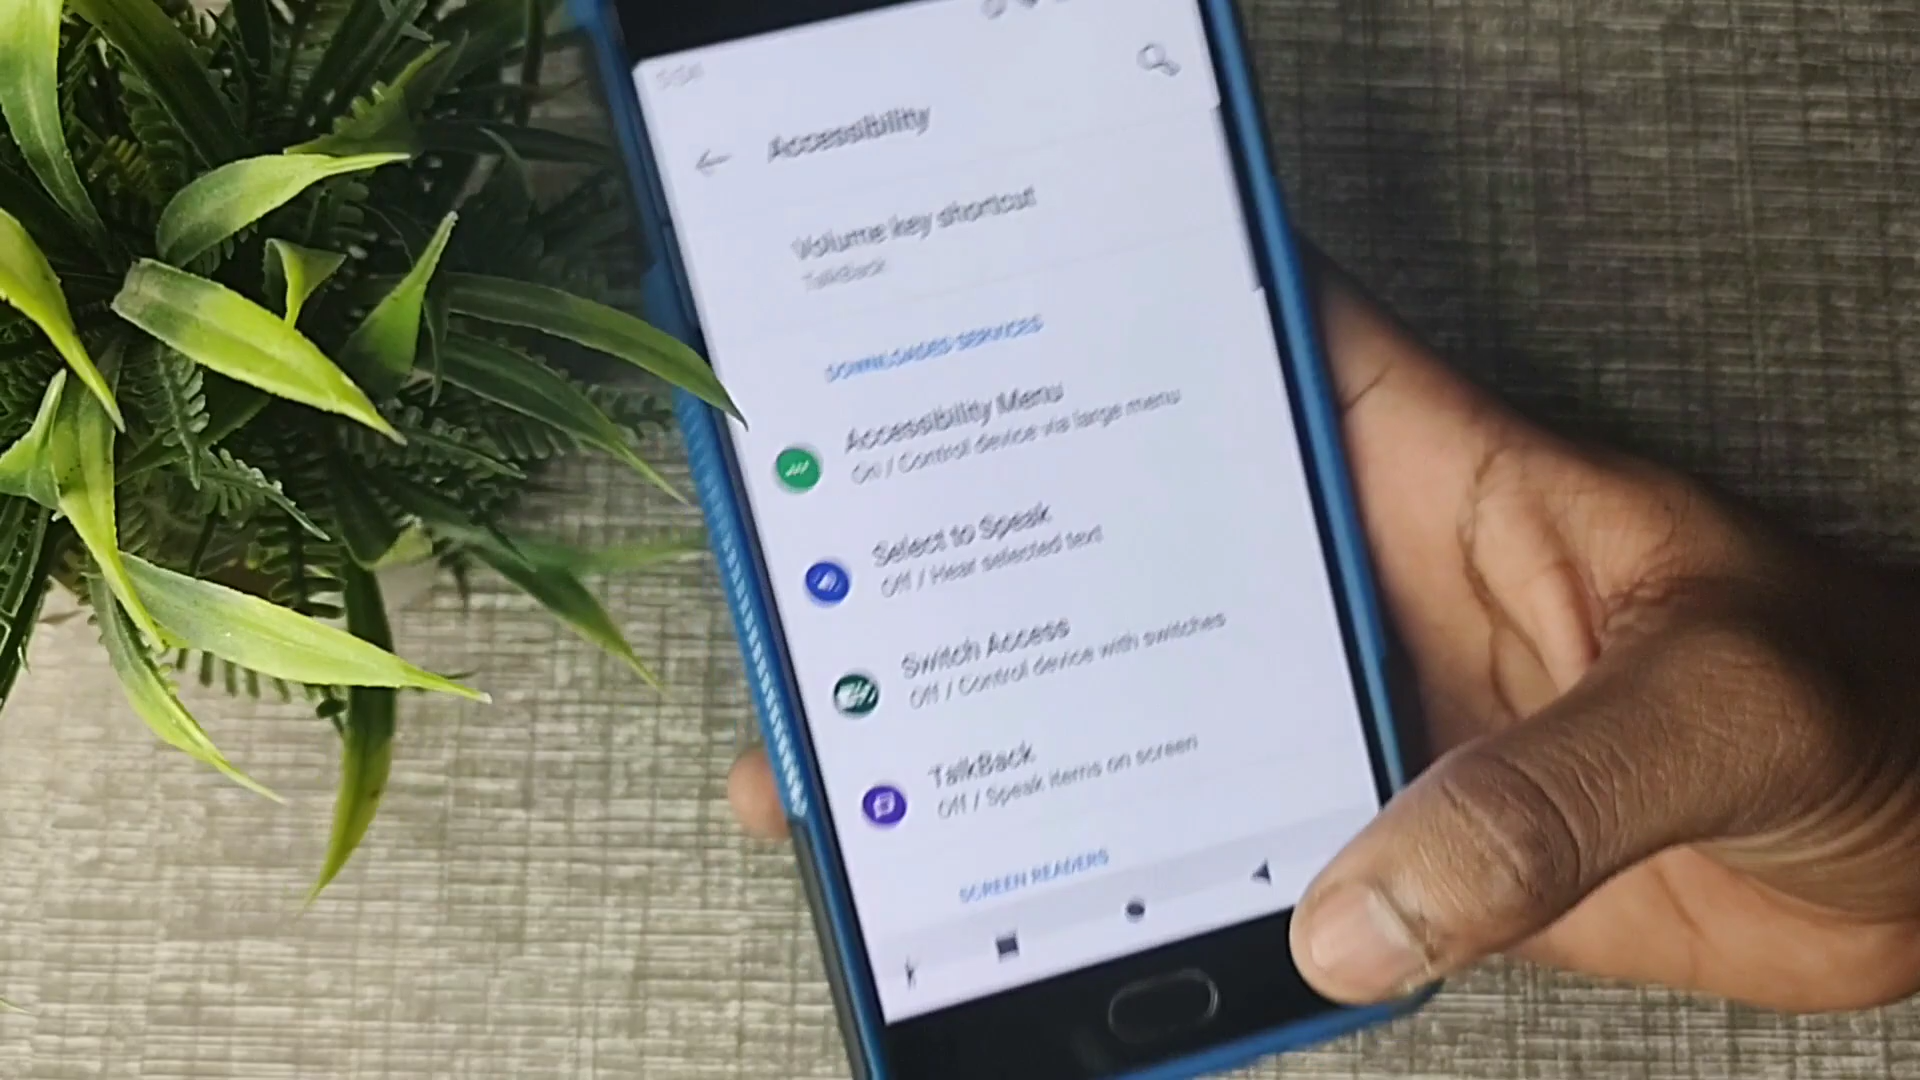 Accessibility
Volume key shortcut
TalkBack
DOWNLOADED SERVICES
Accessibility Menu
On / Control device via large menu
Select to Speak
Off / Hear selected text
Switch Access
Off / Control device with switches
TalkBack
Off / Speak items on screen
SCREEN READERS